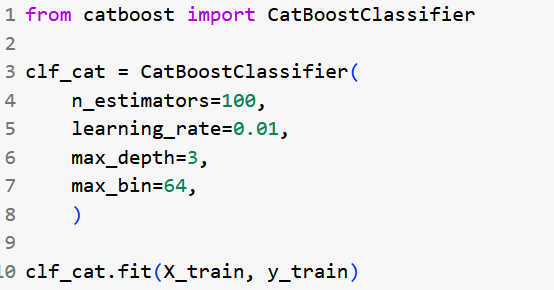 1 from catboost import CatBoostClassifier
2
3 clf_cat = CatBoostClassifier(
4     n_estimators=100,
5     learning_rate=0.01,
6     max_depth=3,
7     max_bin=64,
8     )
9
10 clf_cat.fit(X_train, y_train)